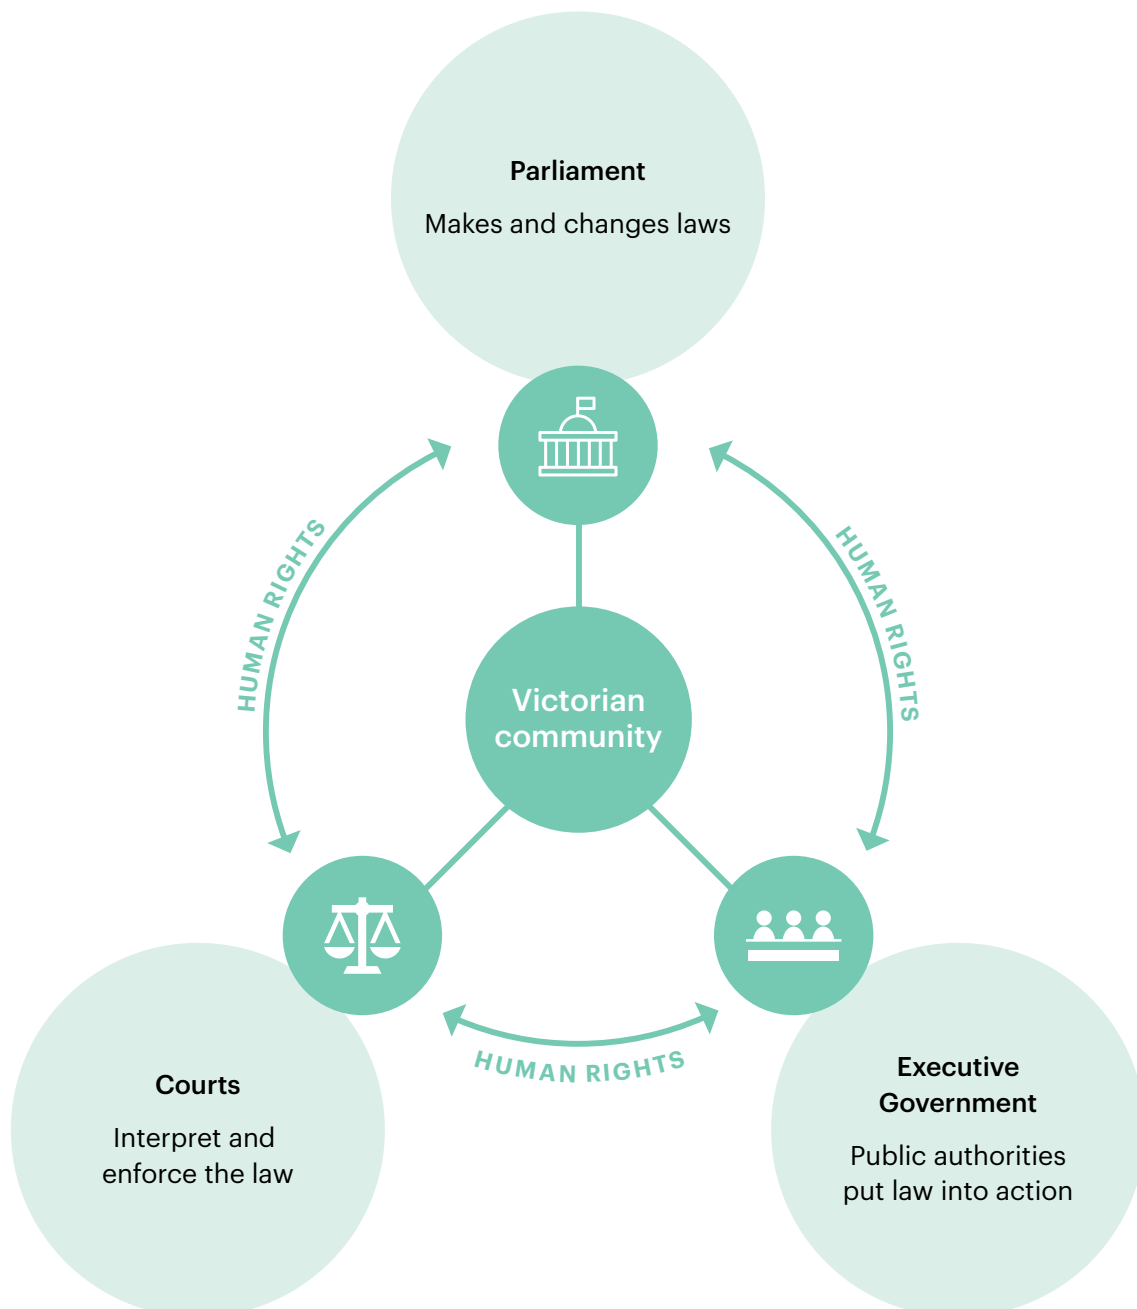 Parliament
Makes and changes laws
HUMAN RIGHTS
HUMAN RIGHTS
Victorian
community
HUMAN RIGHTS
Courts
Interpret and
enforce the law
Executive
Government
Public authorities
put law into action